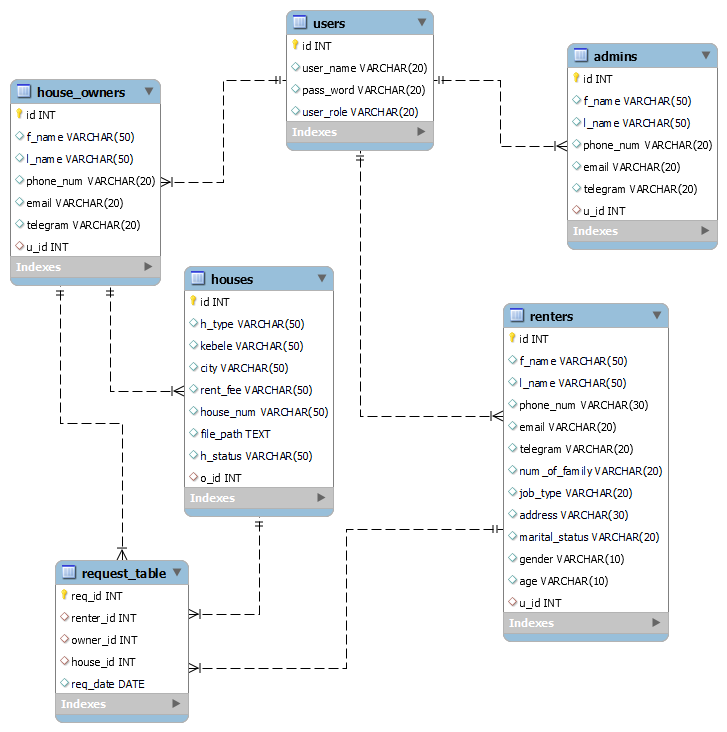 users
id INT
user_name VARCHAR(20)
pass_word VARCHAR(20)
user_role VARCHAR(20)
Indexes
admins
id INT
f_name VARCHAR(50)
l_name VARCHAR(50)
phone_num VARCHAR(20)
email VARCHAR(20)
telegram VARCHAR(20)
u_id INT
Indexes
house_owners
id INT
f_name VARCHAR(50)
l_name VARCHAR(50)
phone_num VARCHAR(20)
email VARCHAR(20)
telegram VARCHAR(20)
u_id INT
Indexes
houses
id INT
h_type VARCHAR(50)
kebele VARCHAR(50)
city VARCHAR(50)
rent_fee VARCHAR(50)
house_num VARCHAR(50)
file_path TEXT
h_status VARCHAR(50)
o_id INT
Indexes
renters
id INT
f_name VARCHAR(50)
l_name VARCHAR(50)
phone_num VARCHAR(30)
email VARCHAR(20)
telegram VARCHAR(20)
num_of_family VARCHAR(20)
job_type VARCHAR(20)
address VARCHAR(30)
marital_status VARCHAR(20)
gender VARCHAR(10)
age VARCHAR(10)
u_id INT
Indexes
request_table
req_id INT
renter_id INT
owner_id INT
house_id INT
req_date DATE
Indexes